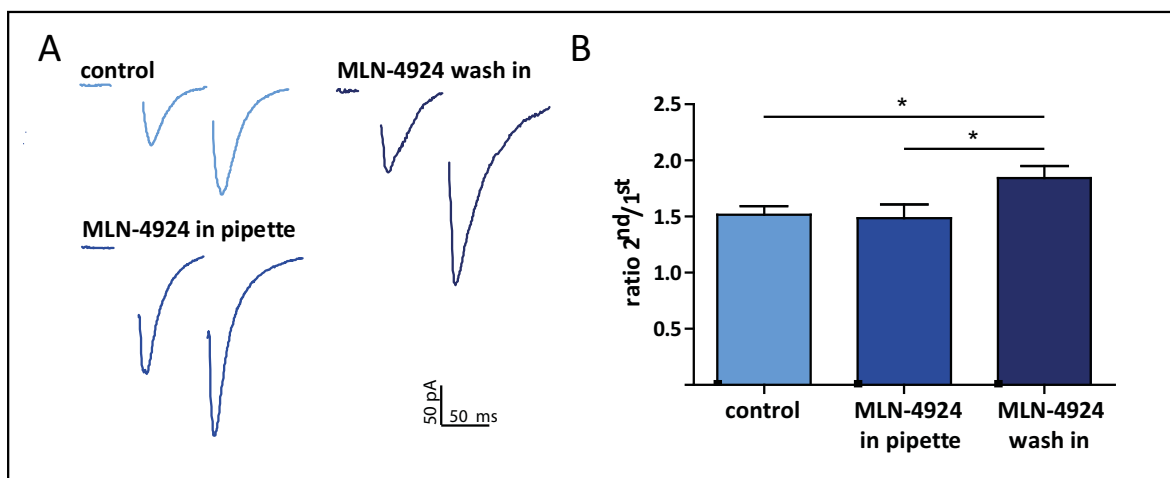 A
control
MLN-4924 wash in
MLN-4924 in pipette
50 pA
50 ms
B
ratio 2nd/1st
2.5
2.0
1.5
1.0
0.5
*
*
control
MLN-4924
in pipette
MLN-4924
wash in